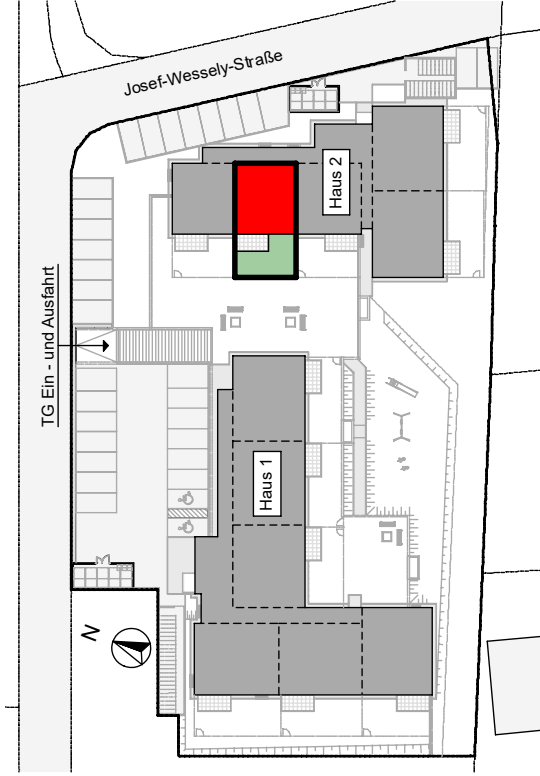 Josef-Wessely-Straße
Haus 2
TG Ein - und Ausfahrt
Haus 1
N